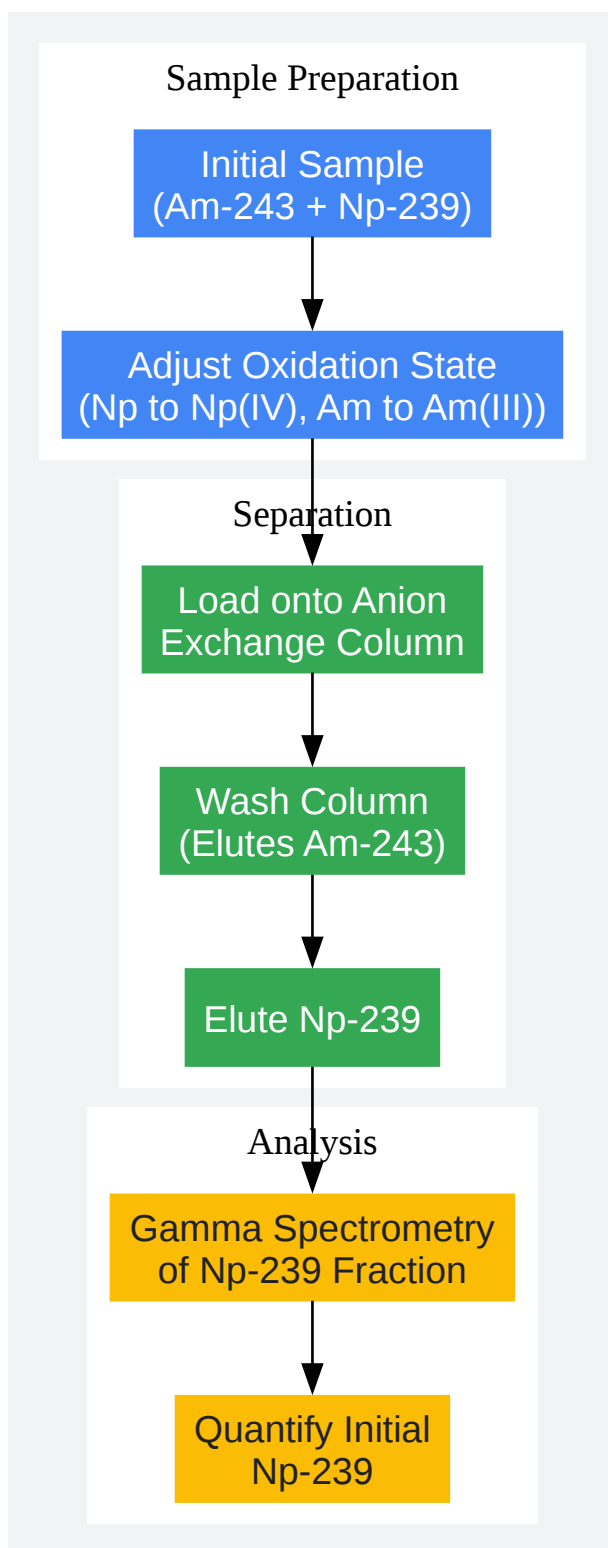 Sample Preparation
Initial Sample
(Am-243 + Np-239)
Adjust Oxidation State
(Np to Np(IV), Am to Am(III))
Separation
Load onto Anion
Exchange Column
Wash Column
(Elutes Am-243)
Elute Np-239
Analysis
Gamma Spectrometry
of Np-239 Fraction
Quantify Initial
Np-239